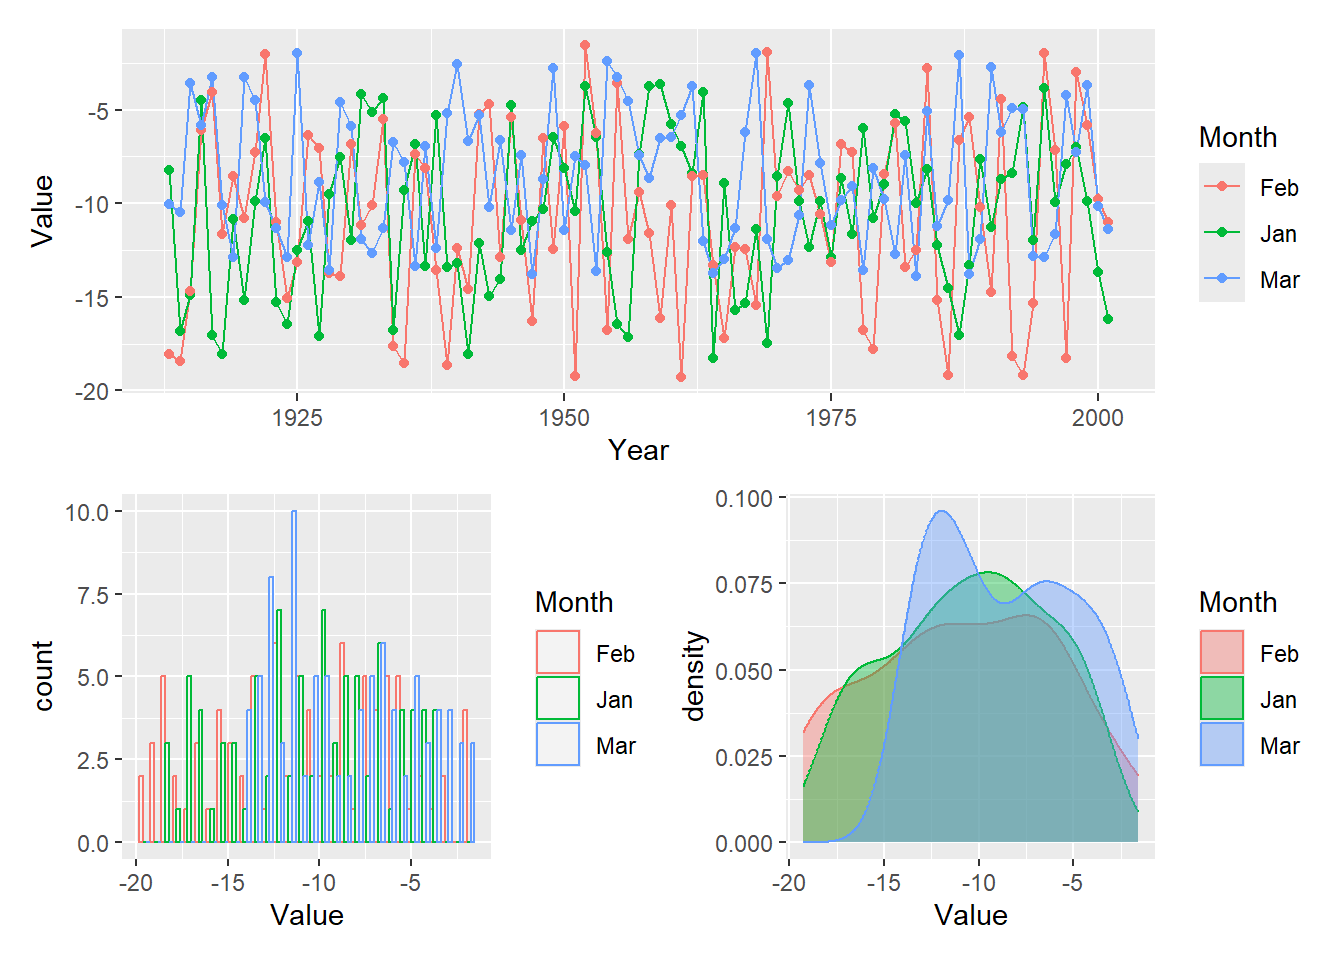 Value
-5
-10
-15
-20
1925 1950 1975 2000
Year
Month
Feb
Jan
Mar
count
10.0
7.5
5.0
2.5
0.0
-20 -15 -10 -5
Value
Month
Feb
Jan
Mar
density
0.100
0.075
0.050
0.025
0.000
-20 -15 -10 -5
Value
Month
Feb
Jan
Mar